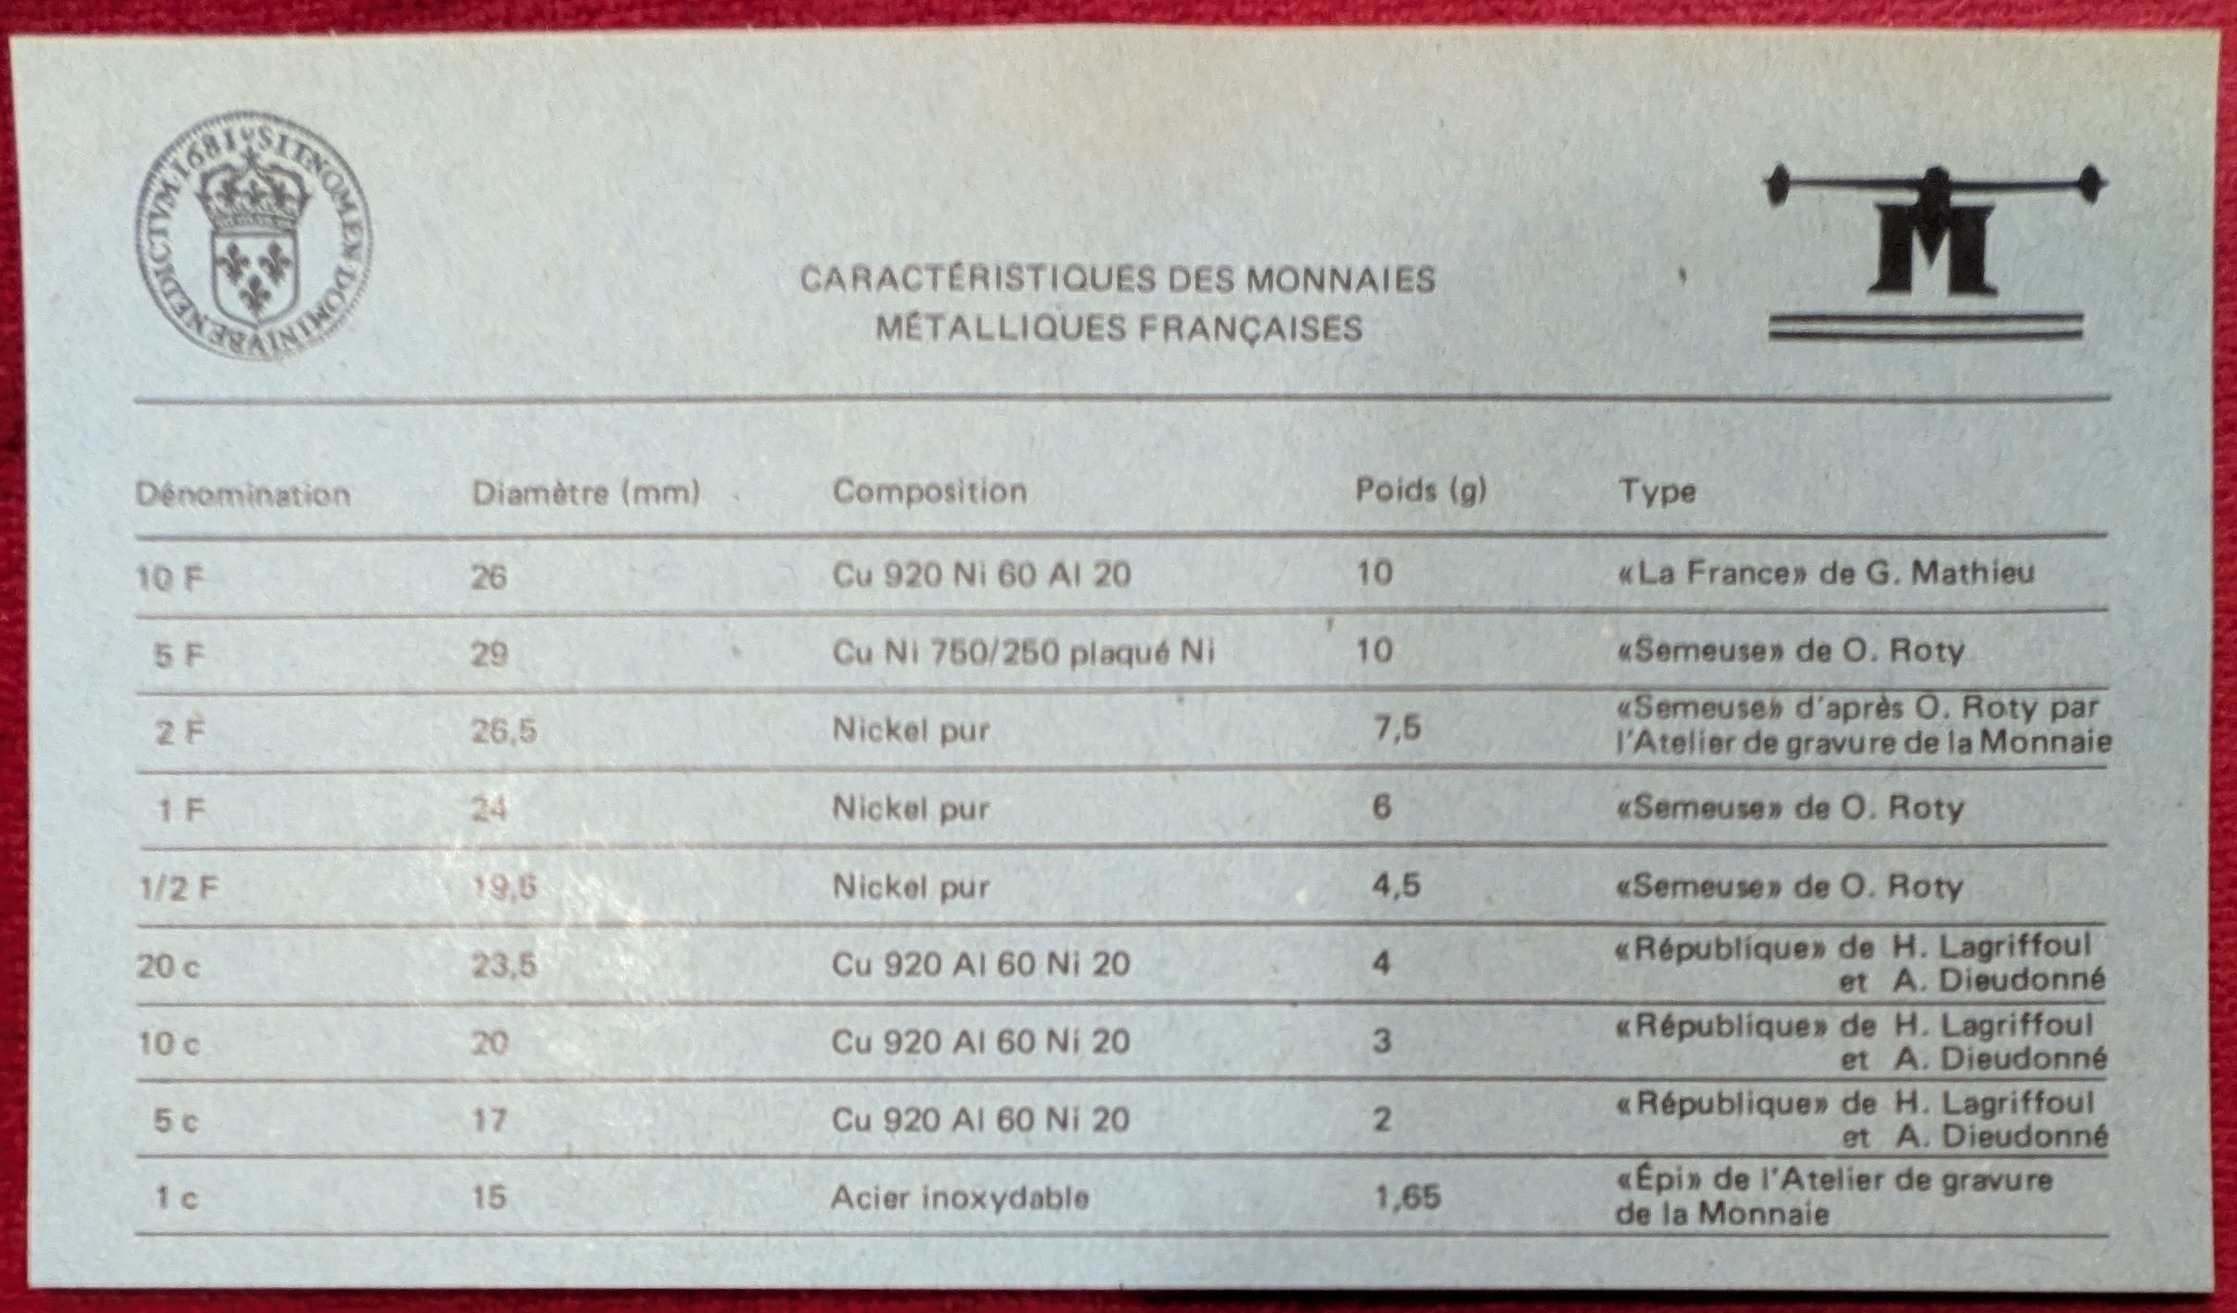 1681 SIT NOMEN DOMINI BENEDICTVM
M
CARACTÉRISTIQUES DES MONNAIES
MÉTALLIQUES FRANÇAISES
Dénomination Diamètre (mm) Composition Poids (g) Type
10 F 26 Cu 920 Ni 60 Al 20 10 «La France» de G. Mathieu
5 F 29 Cu Ni 750/250 plaqué Ni 10 «Semeuse» de O. Roty
2 F 26,5 Nickel pur 7,5 «Semeuse» d'après O. Roty par
l'Atelier de gravure de la Monnaie
1 F 24 Nickel pur 6 «Semeuse» de O. Roty
1/2 F 19,5 Nickel pur 4,5 «Semeuse» de O. Roty
20 c 23,5 Cu 920 Al 60 Ni 20 4 «République» de H. Lagriffoul
et A. Dieudonné
10 c 20 Cu 920 Al 60 Ni 20 3 «République» de H. Lagriffoul
et A. Dieudonné
5 c 17 Cu 920 Al 60 Ni 20 2 «République» de H. Lagriffoul
et A. Dieudonné
1 c 15 Acier inoxydable 1,65 «Épi» de l'Atelier de gravure
de la Monnaie